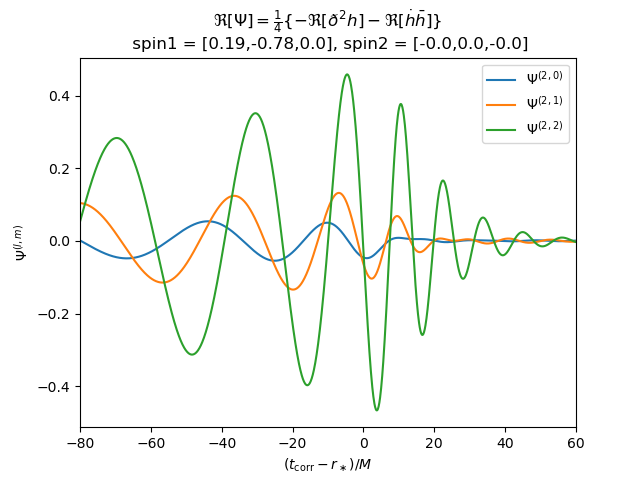 ℜ[Ψ] = 1/4 {−ℜ[ð²h] − ℜ[ḣh̄]}
spin1 = [0.19,-0.78,0.0], spin2 = [-0.0,0.0,-0.0]
Ψ^(2,0)
Ψ^(2,1)
Ψ^(2,2)
Ψ^(l,m)
0.4
0.2
0.0
−0.2
−0.4
−80 −60 −40 −20 0 20 40 60
(t_corr − r_∗)/M